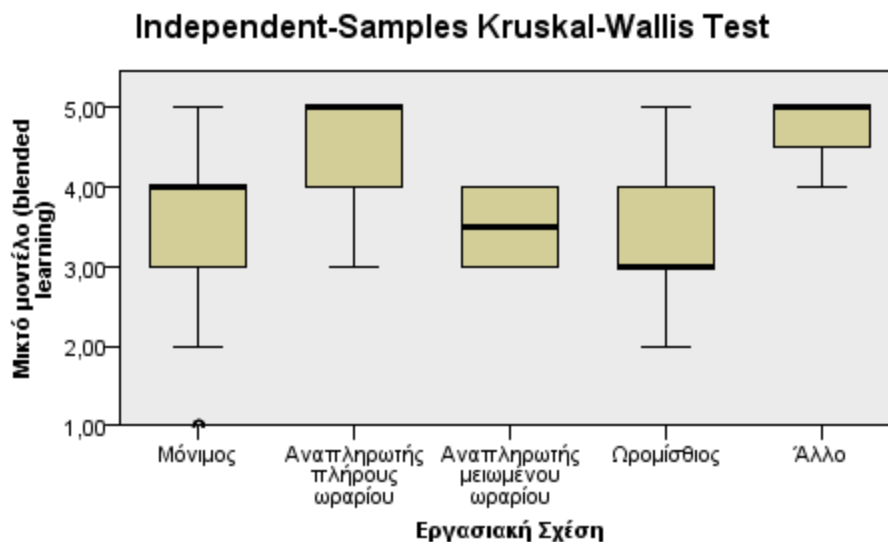 Independent-Samples Kruskal-Wallis Test
Μικτό μοντέλο (blended
learning)
5,00
4,00
3,00
2,00
1,00
Μόνιμος
Αναπληρωτής
πλήρους
ωραρίου
Αναπληρωτής
μειωμένου
ωραρίου
Ωρομίσθιος
Άλλο
Εργασιακή Σχέση